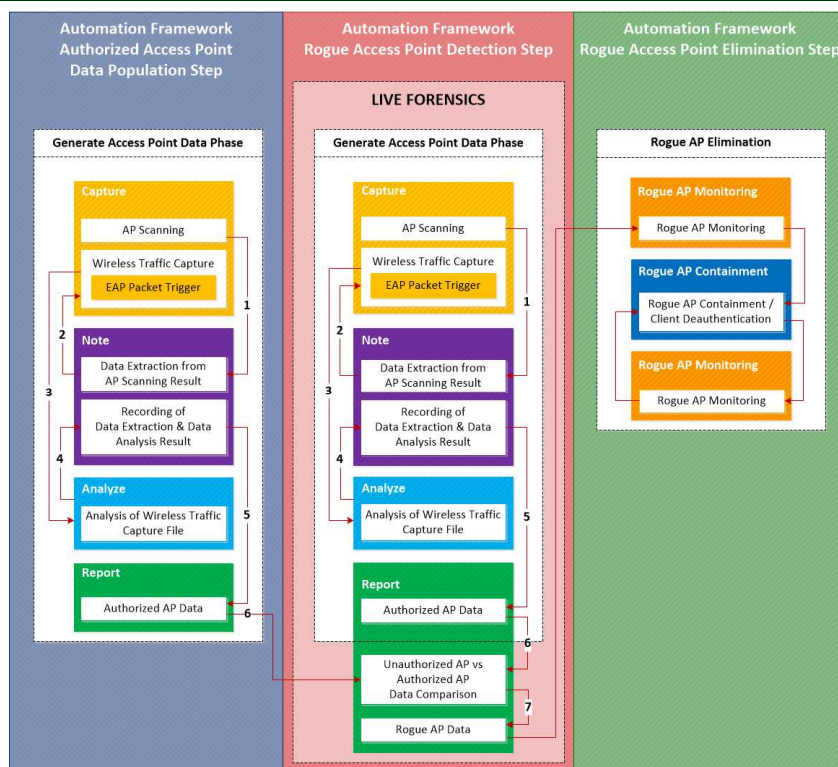 Automation Framework
Authorized Access Point
Data Population Step
Generate Access Point Data Phase
Capture
AP Scanning
Wireless Traffic Capture
EAP Packet Trigger
1
2
Note
Data Extraction from
AP Scanning Result
3
Recording of
Data Extraction & Data
Analysis Result
4
Analyze
Analysis of Wireless Traffic
Capture File
5
Report
Authorized AP Data
6
Automation Framework
Rogue Access Point Detection Step
LIVE FORENSICS
Generate Access Point Data Phase
Capture
AP Scanning
Wireless Traffic Capture
EAP Packet Trigger
1
2
Note
Data Extraction from
AP Scanning Result
3
Recording of
Data Extraction & Data
Analysis Result
4
Analyze
Analysis of Wireless Traffic
Capture File
5
Report
Authorized AP Data
6
Unauthorized AP vs
Authorized AP
Data Comparison
7
Rogue AP Data
Automation Framework
Rogue Access Point Elimination Step
Rogue AP Elimination
Rogue AP Monitoring
Rogue AP Monitoring
Rogue AP Containment
Rogue AP Containment /
Client Deauthentication
Rogue AP Monitoring
Rogue AP Monitoring